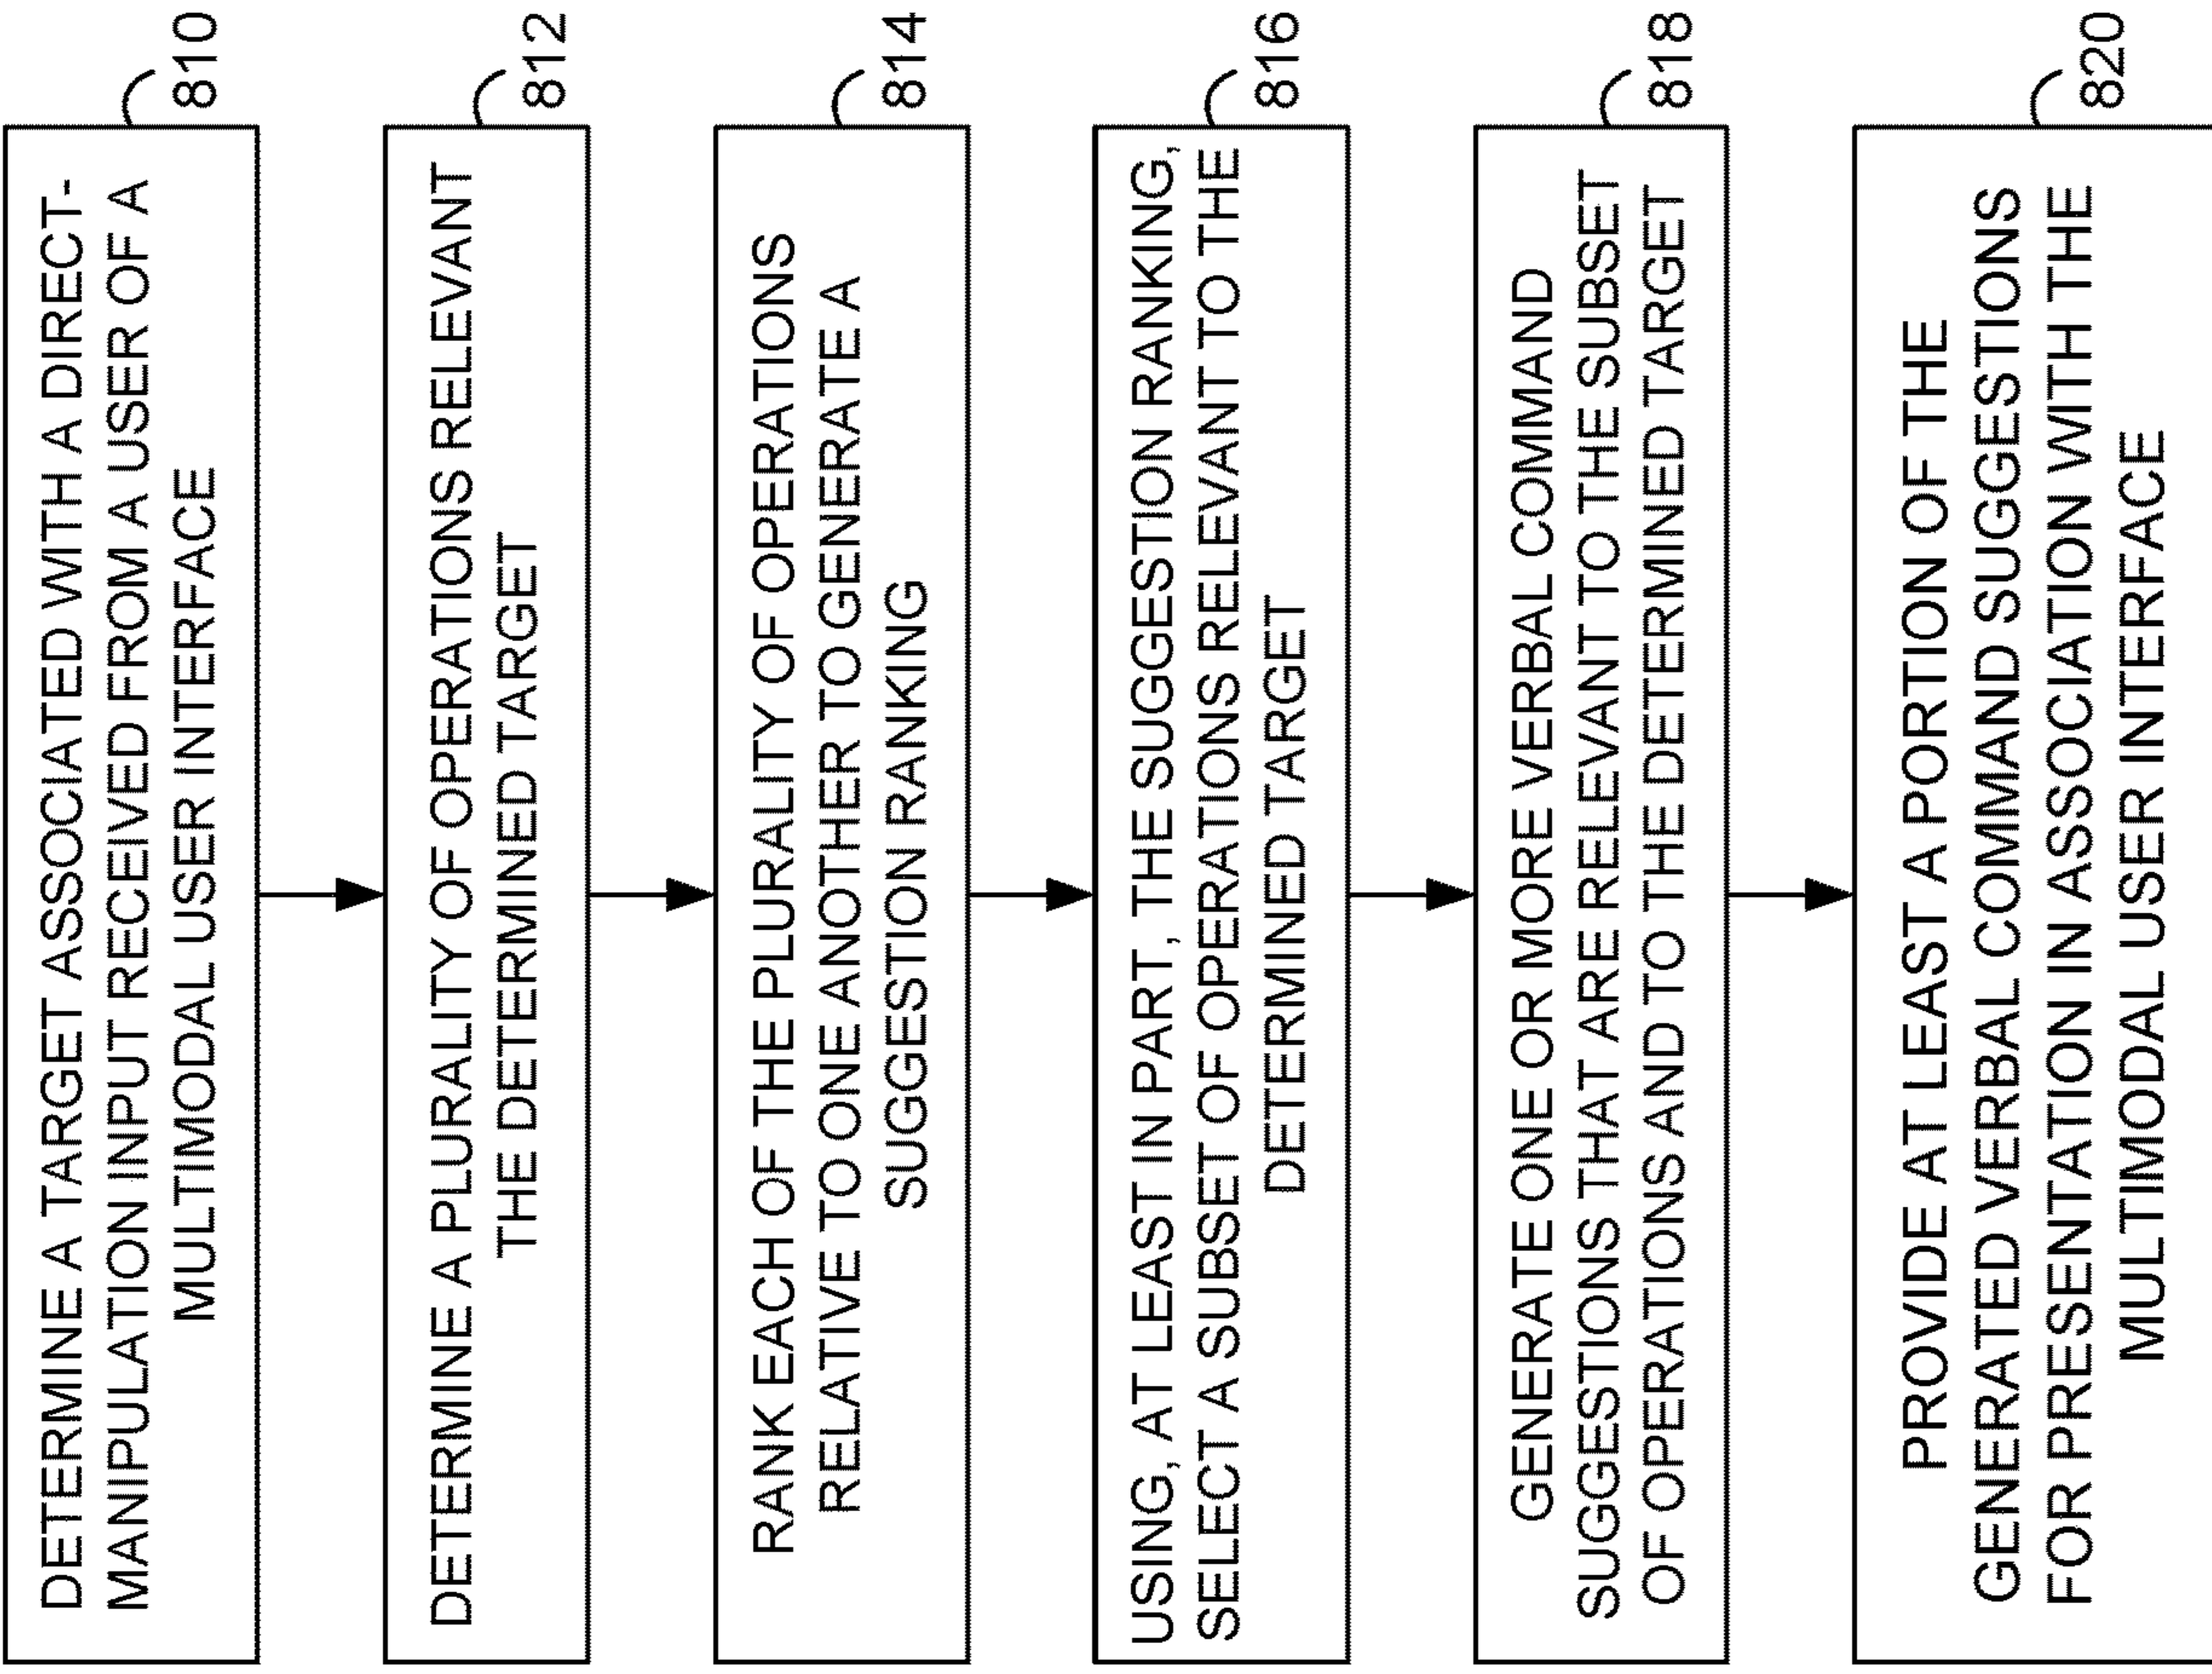 DETERMINE A TARGET ASSOCIATED WITH A DIRECT-
MANIPULATION INPUT RECEIVED FROM A USER OF A
MULTIMODAL USER INTERFACE
810
DETERMINE A PLURALITY OF OPERATIONS RELEVANT
THE DETERMINED TARGET
812
RANK EACH OF THE PLURALITY OF OPERATIONS
RELATIVE TO ONE ANOTHER TO GENERATE A
SUGGESTION RANKING
814
USING, AT LEAST IN PART, THE SUGGESTION RANKING,
SELECT A SUBSET OF OPERATIONS RELEVANT TO THE
DETERMINED TARGET
816
GENERATE ONE OR MORE VERBAL COMMAND
SUGGESTIONS THAT ARE RELEVANT TO THE SUBSET
OF OPERATIONS AND TO THE DETERMINED TARGET
818
PROVIDE AT LEAST A PORTION OF THE
GENERATED VERBAL COMMAND SUGGESTIONS
FOR PRESENTATION IN ASSOCIATION WITH THE
MULTIMODAL USER INTERFACE
820